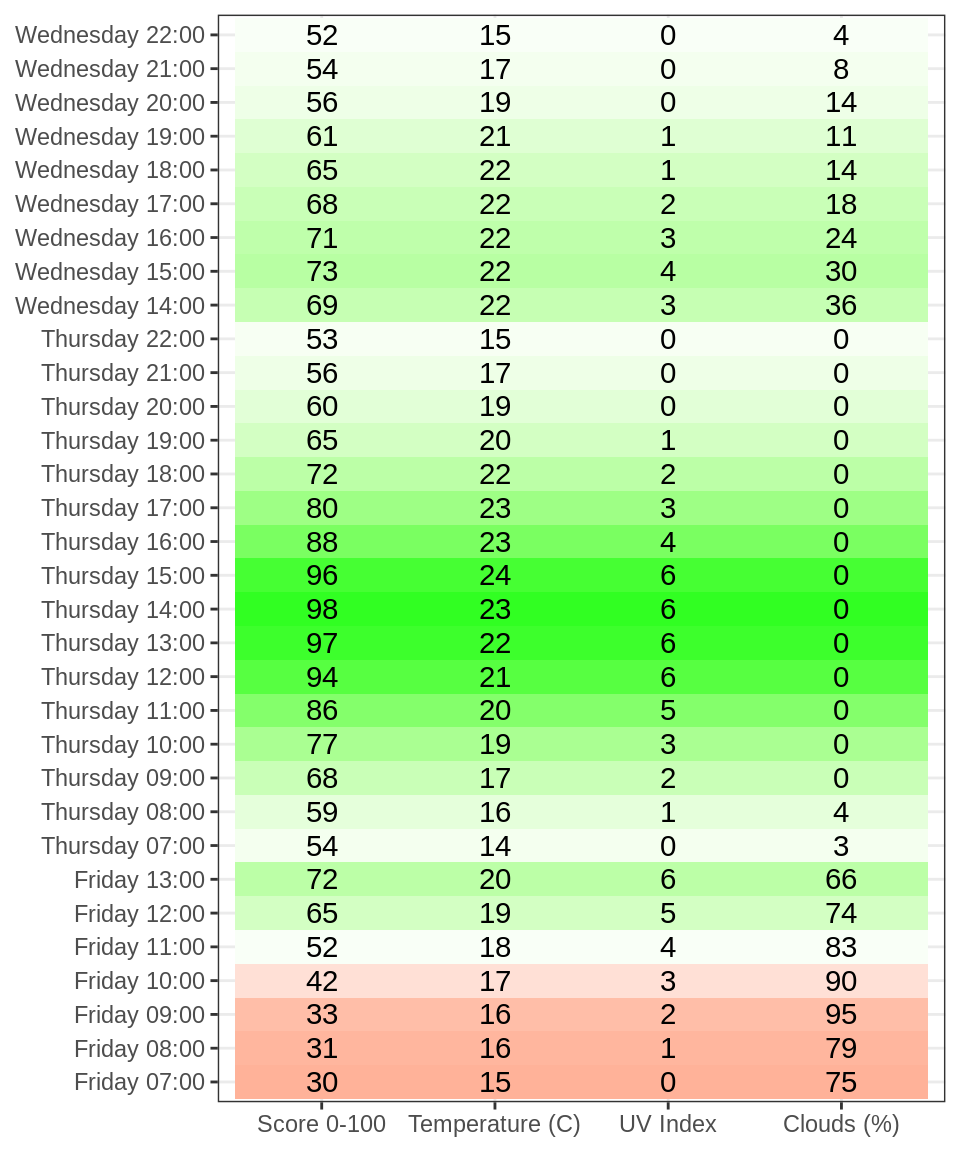 Wednesday 22:00 52 15 0 4
Wednesday 21:00 54 17 0 8
Wednesday 20:00 56 19 0 14
Wednesday 19:00 61 21 1 11
Wednesday 18:00 65 22 1 14
Wednesday 17:00 68 22 2 18
Wednesday 16:00 71 22 3 24
Wednesday 15:00 73 22 4 30
Wednesday 14:00 69 22 3 36
Thursday 22:00 53 15 0 0
Thursday 21:00 56 17 0 0
Thursday 20:00 60 19 0 0
Thursday 19:00 65 20 1 0
Thursday 18:00 72 22 2 0
Thursday 17:00 80 23 3 0
Thursday 16:00 88 23 4 0
Thursday 15:00 96 24 6 0
Thursday 14:00 98 23 6 0
Thursday 13:00 97 22 6 0
Thursday 12:00 94 21 6 0
Thursday 11:00 86 20 5 0
Thursday 10:00 77 19 3 0
Thursday 09:00 68 17 2 0
Thursday 08:00 59 16 1 4
Thursday 07:00 54 14 0 3
Friday 13:00 72 20 6 66
Friday 12:00 65 19 5 74
Friday 11:00 52 18 4 83
Friday 10:00 42 17 3 90
Friday 09:00 33 16 2 95
Friday 08:00 31 16 1 79
Friday 07:00 30 15 0 75
Score 0-100 Temperature (C) UV Index Clouds (%)